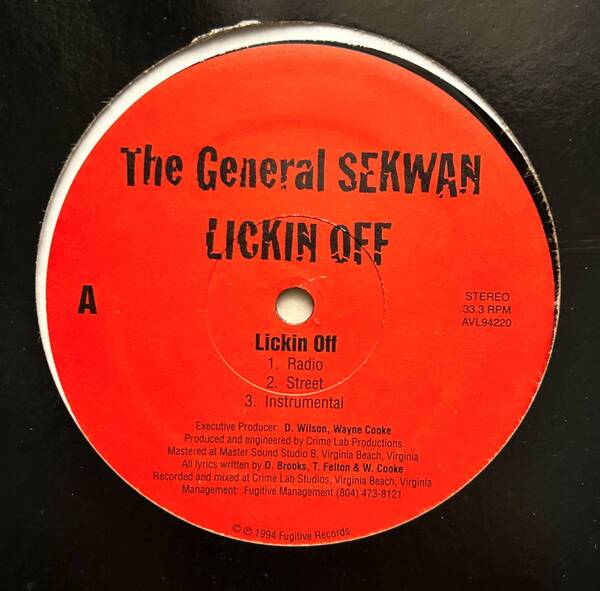 The General SEKWAN
LICKIN OFF
A
STEREO
33.3 RPM
AVL94220
Lickin Off
1. Radio
2. Street
3. Instrumental
Executive Producer: D. Wilson, Wayne Cooke
Produced and engineered by Crime Lab Productions
Mastered at Master Sound Studio B, Virginia Beach, Virginia
All lyrics written by D. Brooks, T. Felton & W. Cooke
Recorded and mixed at Crime Lab Studios, Virginia Beach, Virginia
Management: Fugitive Management (804) 473-8121
© ℗ 1994 Fugitive Records